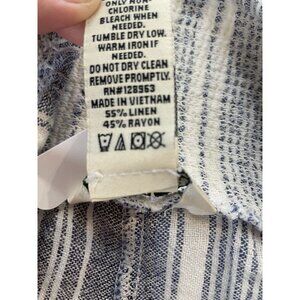 ONLY NON-
CHLORINE
BLEACH WHEN
NEEDED.
TUMBLE DRY LOW.
WARM IRON IF
NEEDED.
DO NOT DRY CLEAN
REMOVE PROMPTLY.
RN#128963
MADE IN VIETNAM
55% LINEN
45% RAYON